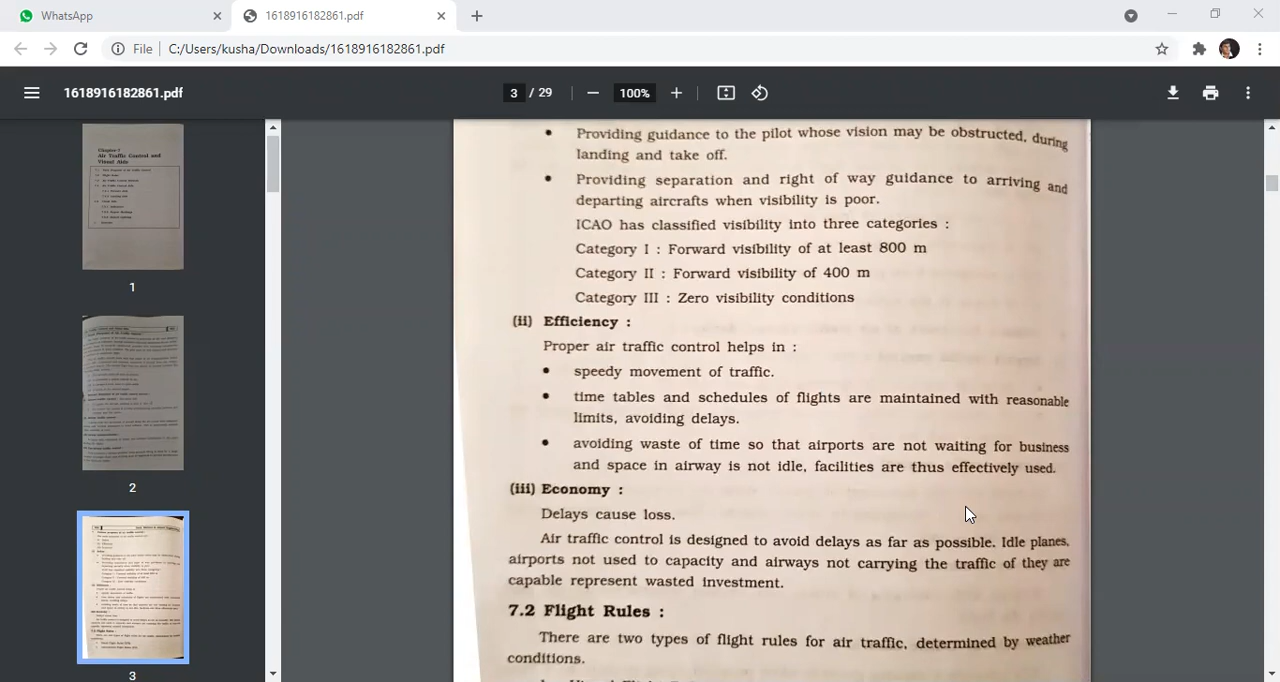 WhatsApp
1618916182861.pdf
File
C:/Users/kusha/Downloads/1618916182861.pdf
1618916182861.pdf
3 / 29
100%
Chapter-7
Air Traffic Control and
Visual Aids
1
2
3
Providing guidance to the pilot whose vision may be obstructed, during
landing and take off.
Providing separation and right of way guidance to arriving and
departing aircrafts when visibility is poor.
ICAO has classified visibility into three categories :
Category I : Forward visibility of at least 800 m
Category II : Forward visibility of 400 m
Category III : Zero visibility conditions
(ii) Efficiency :
Proper air traffic control helps in :
speedy movement of traffic.
time tables and schedules of flights are maintained with reasonable
limits, avoiding delays.
avoiding waste of time so that airports are not waiting for business
and space in airway is not idle, facilities are thus effectively used.
(iii) Economy :
Delays cause loss.
Air traffic control is designed to avoid delays as far as possible. Idle planes,
airports not used to capacity and airways not carrying the traffic of they are
capable represent wasted investment.
7.2 Flight Rules :
There are two types of flight rules for air traffic, determined by weather
conditions.